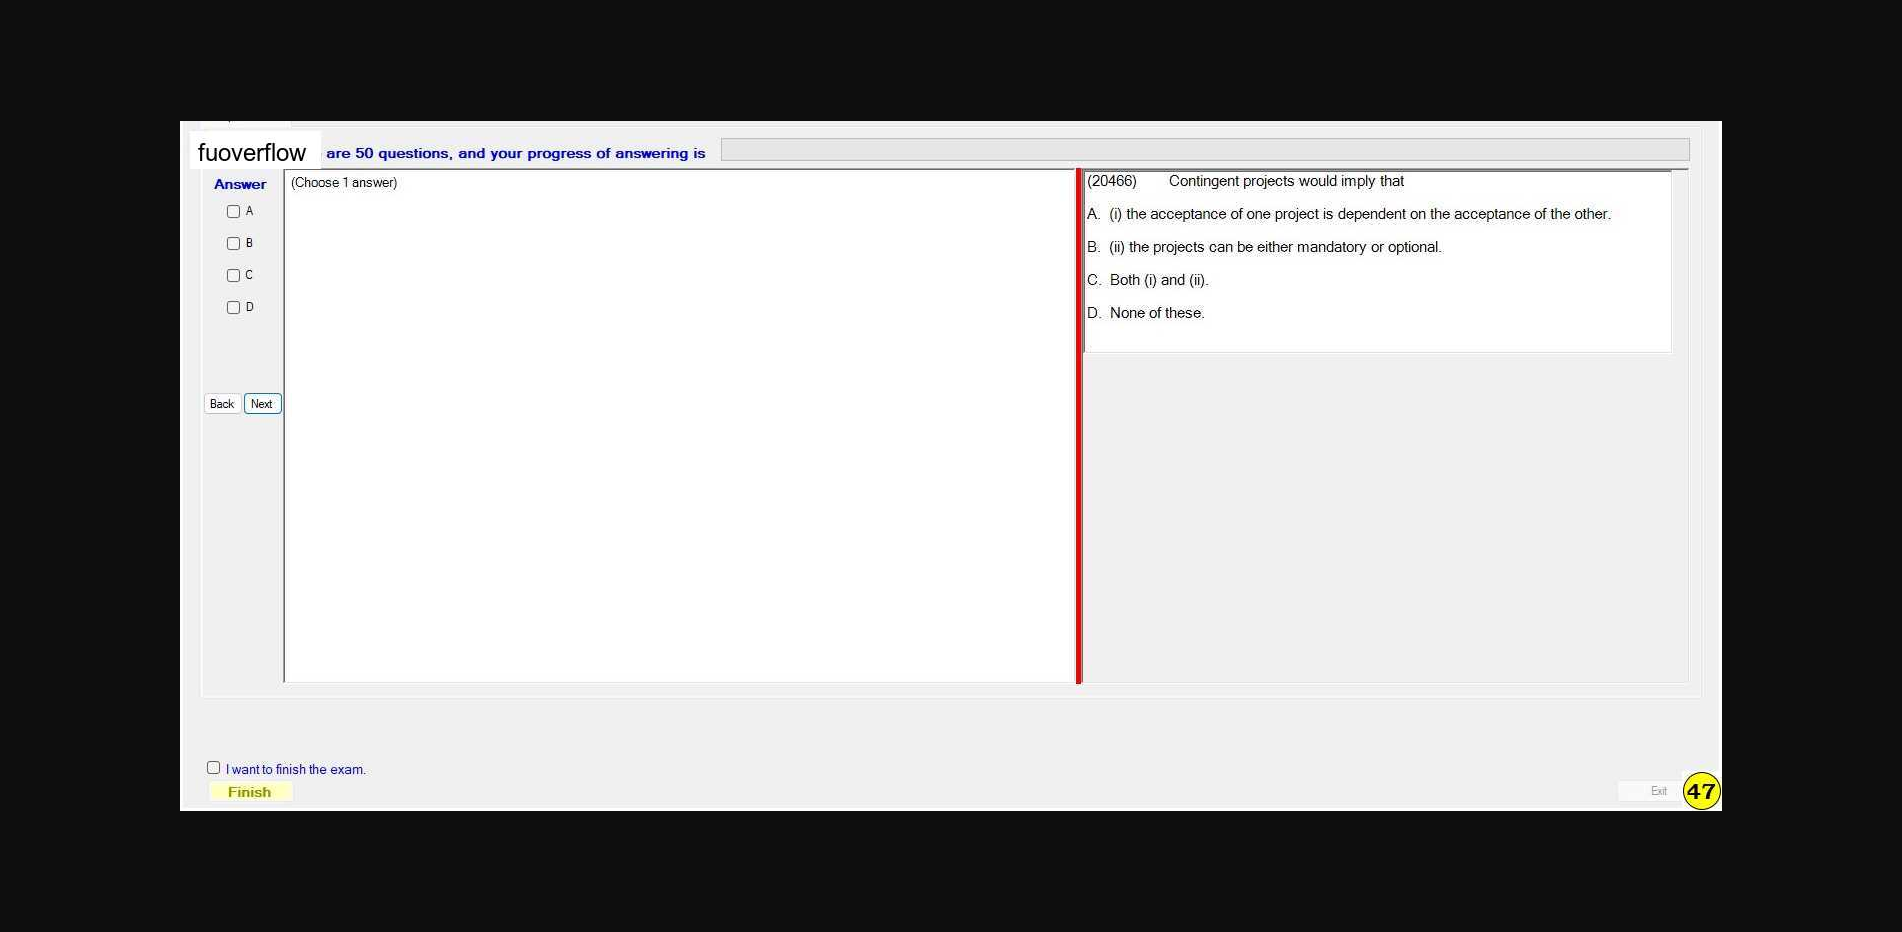 fuoverflow are 50 questions, and your progress of answering is
Answer
A
B
C
D
Back Next
(Choose 1 answer)
(20466) Contingent projects would imply that
A. (i) the acceptance of one project is dependent on the acceptance of the other.
B. (ii) the projects can be either mandatory or optional.
C. Both (i) and (ii).
D. None of these.
I want to finish the exam.
Finish
Exit
47